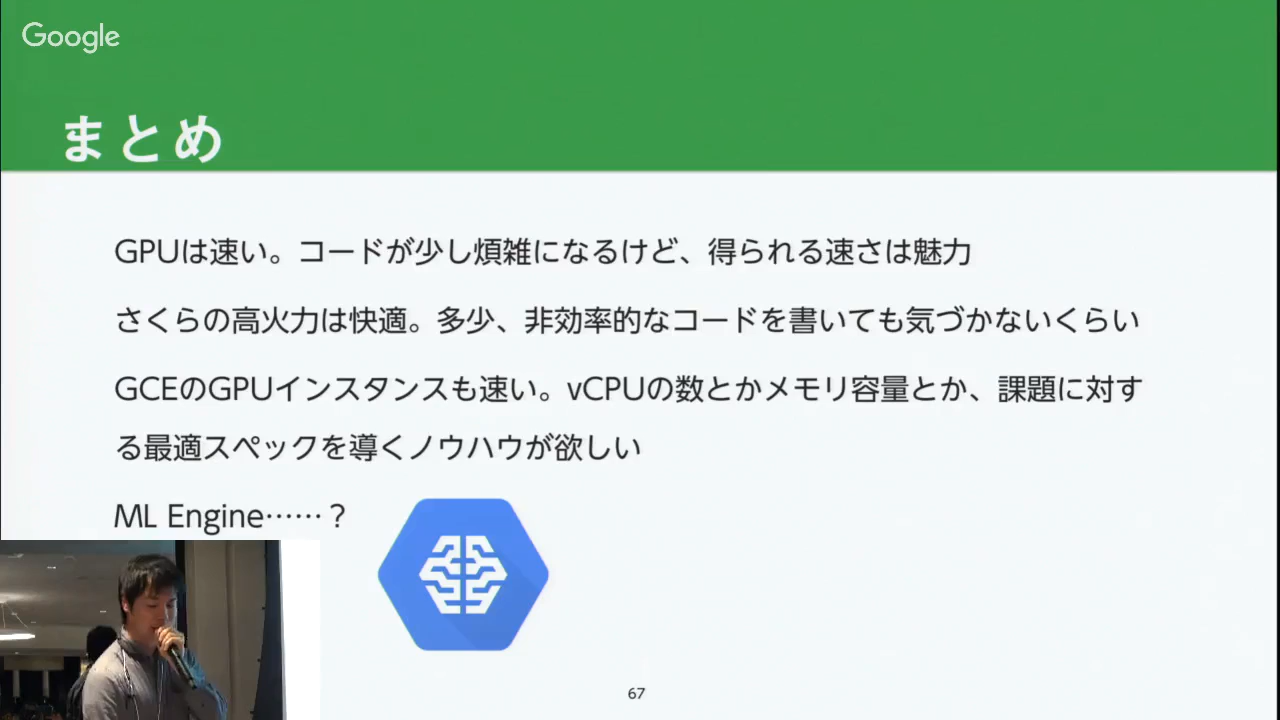 Google
まとめ
GPUは速い。コードが少し煩雑になるけど、得られる速さは魅力
さくらの高火力は快適。多少、非効率的なコードを書いても気づかないくらい
GCEのGPUインスタンスも速い。vCPUの数とかメモリ容量とか、課題に対す
る最適スペックを導くノウハウが欲しい
ML Engine……？
67